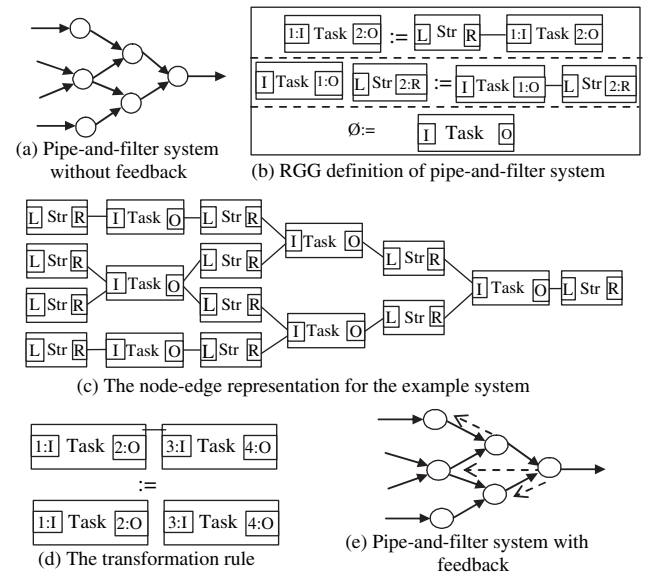 1:I Task 2:O := L Str R 1:I Task 2:O
I Task 1:O L Str 2:R := I Task 1:O L Str 2:R
Ø:= I Task O
(a) Pipe-and-filter system
without feedback
(b) RGG definition of pipe-and-filter system
L Str R I Task O L Str R
I Task O
L Str R L Str R L Str R
I Task O I Task O L Str R
L Str R L Str R
I Task O L Str R
L Str R I Task O L Str R
(c) The node-edge representation for the example system
1:I Task 2:O 3:I Task 4:O
:=
1:I Task 2:O 3:I Task 4:O
(d) The transformation rule
(e) Pipe-and-filter system with
feedback